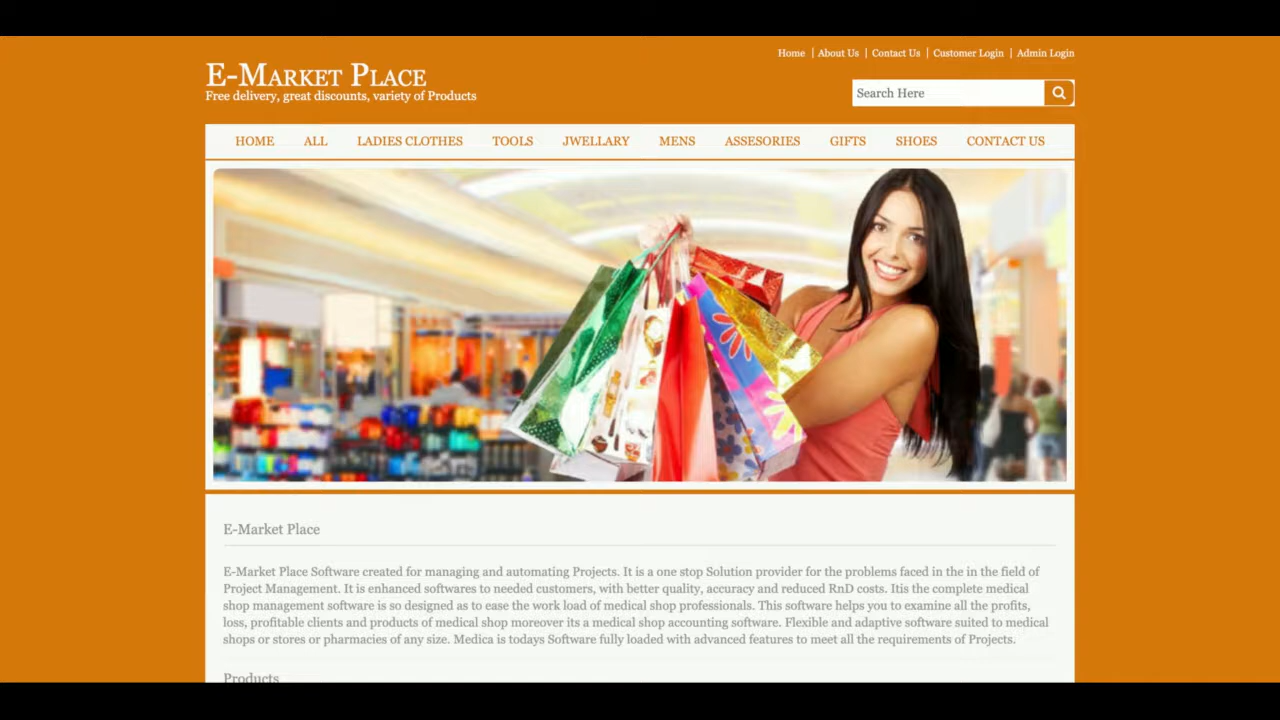 Home | About Us | Contact Us | Customer Login | Admin Login
E-Market Place
Free delivery, great discounts, variety of Products
Search Here
HOME ALL LADIES CLOTHES TOOLS JWELLARY MENS ASSESORIES GIFTS SHOES CONTACT US
E-Market Place
E-Market Place Software created for managing and automating Projects. It is a one stop Solution provider for the problems faced in the in the field of
Project Management. It is enhanced softwares to needed customers, with better quality, accuracy and reduced RnD costs. Itis the complete medical
shop management software is so designed as to ease the work load of medical shop professionals. This software helps you to examine all the profits,
loss, profitable clients and products of medical shop moreover its a medical shop accounting software. Flexible and adaptive software suited to medical
shops or stores or pharmacies of any size. Medica is todays Software fully loaded with advanced features to meet all the requirements of Projects.
Products